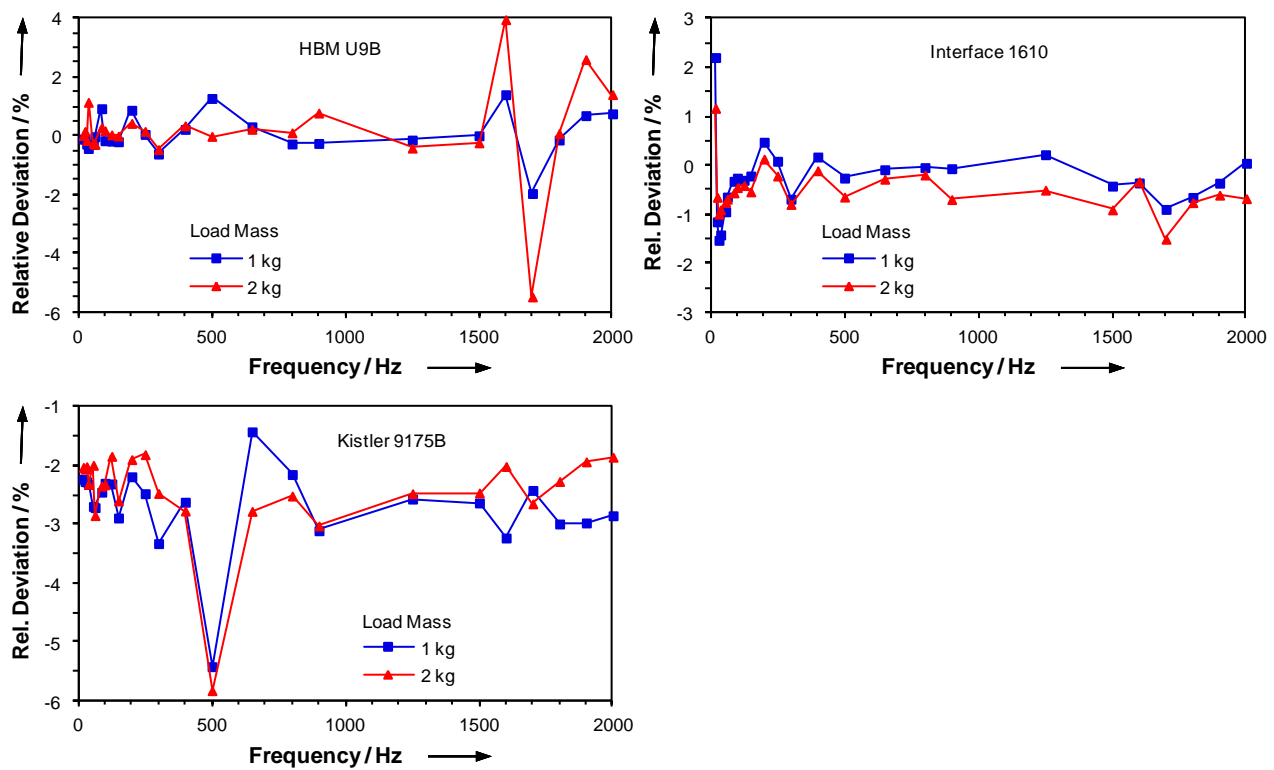 4
2
0
-2
-4
-6
Relative Deviation / %
HBM U9B
Load Mass
1 kg
2 kg
0
500
1000
1500
2000
Frequency / Hz
3
2
1
0
-1
-2
-3
Rel. Deviation / %
Interface 1610
Load Mass
1 kg
2 kg
0
500
1000
1500
2000
Frequency / Hz
-1
-2
-3
-4
-5
-6
Rel. Deviation / %
Kistler 9175B
Load Mass
1 kg
2 kg
0
500
1000
1500
2000
Frequency / Hz